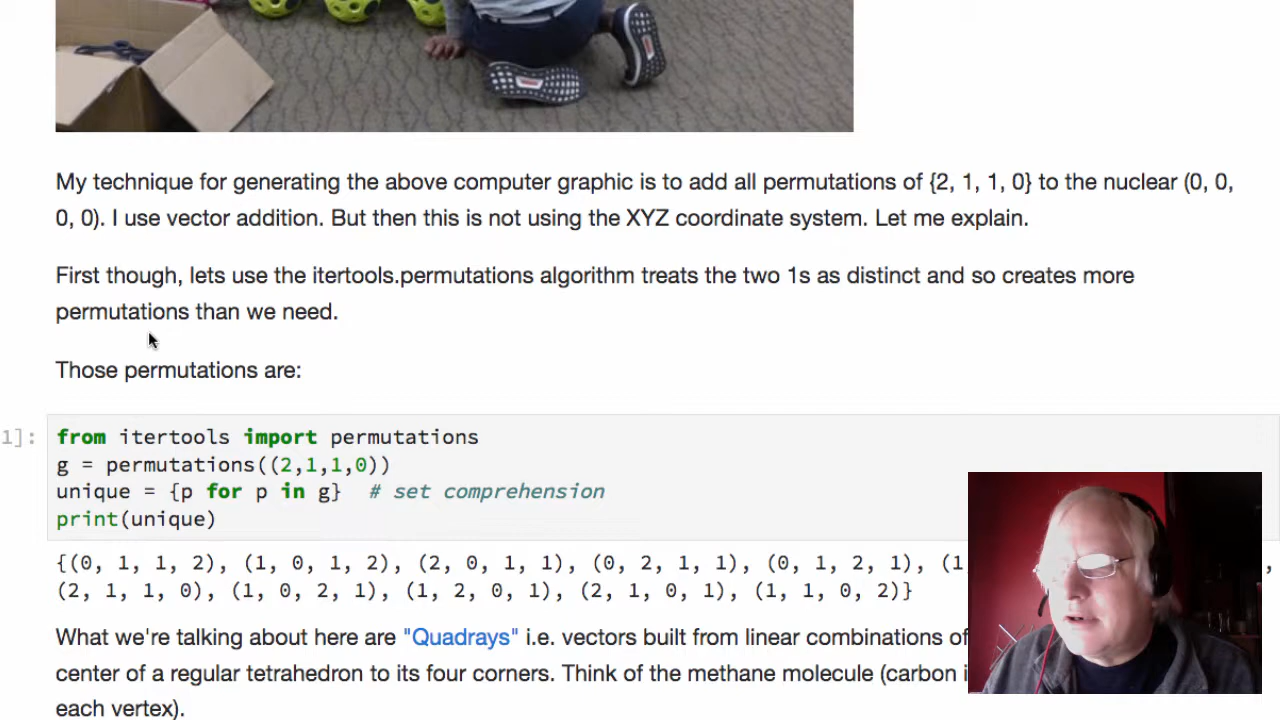 My technique for generating the above computer graphic is to add all permutations of {2, 1, 1, 0} to the nuclear (0, 0,
0, 0). I use vector addition. But then this is not using the XYZ coordinate system. Let me explain.
First though, lets use the itertools.permutations algorithm treats the two 1s as distinct and so creates more
permutations than we need.
Those permutations are:
1]: from itertools import permutations
g = permutations((2,1,1,0))
unique = {p for p in g}  # set comprehension
print(unique)
{(0, 1, 1, 2), (1, 0, 1, 2), (2, 0, 1, 1), (0, 2, 1, 1), (0, 1, 2, 1), (1 ,
(2, 1, 1, 0), (1, 0, 2, 1), (1, 2, 0, 1), (2, 1, 0, 1), (1, 1, 0, 2)}
What we're talking about here are "Quadrays" i.e. vectors built from linear combinations of
center of a regular tetrahedron to its four corners. Think of the methane molecule (carbon i
each vertex).